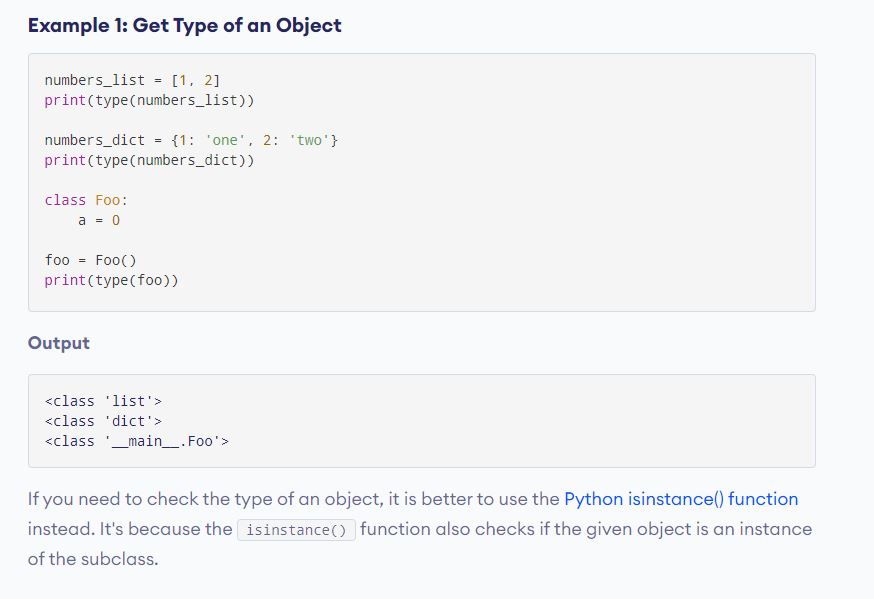 Example 1: Get Type of an Object
numbers_list = [1, 2]
print(type(numbers_list))
numbers_dict = {1: 'one', 2: 'two'}
print(type(numbers_dict))
class Foo:
    a = 0
foo = Foo()
print(type(foo))
Output
<class 'list'>
<class 'dict'>
<class '__main__.Foo'>
If you need to check the type of an object, it is better to use the Python isinstance() function
instead. It's because the isinstance() function also checks if the given object is an instance
of the subclass.